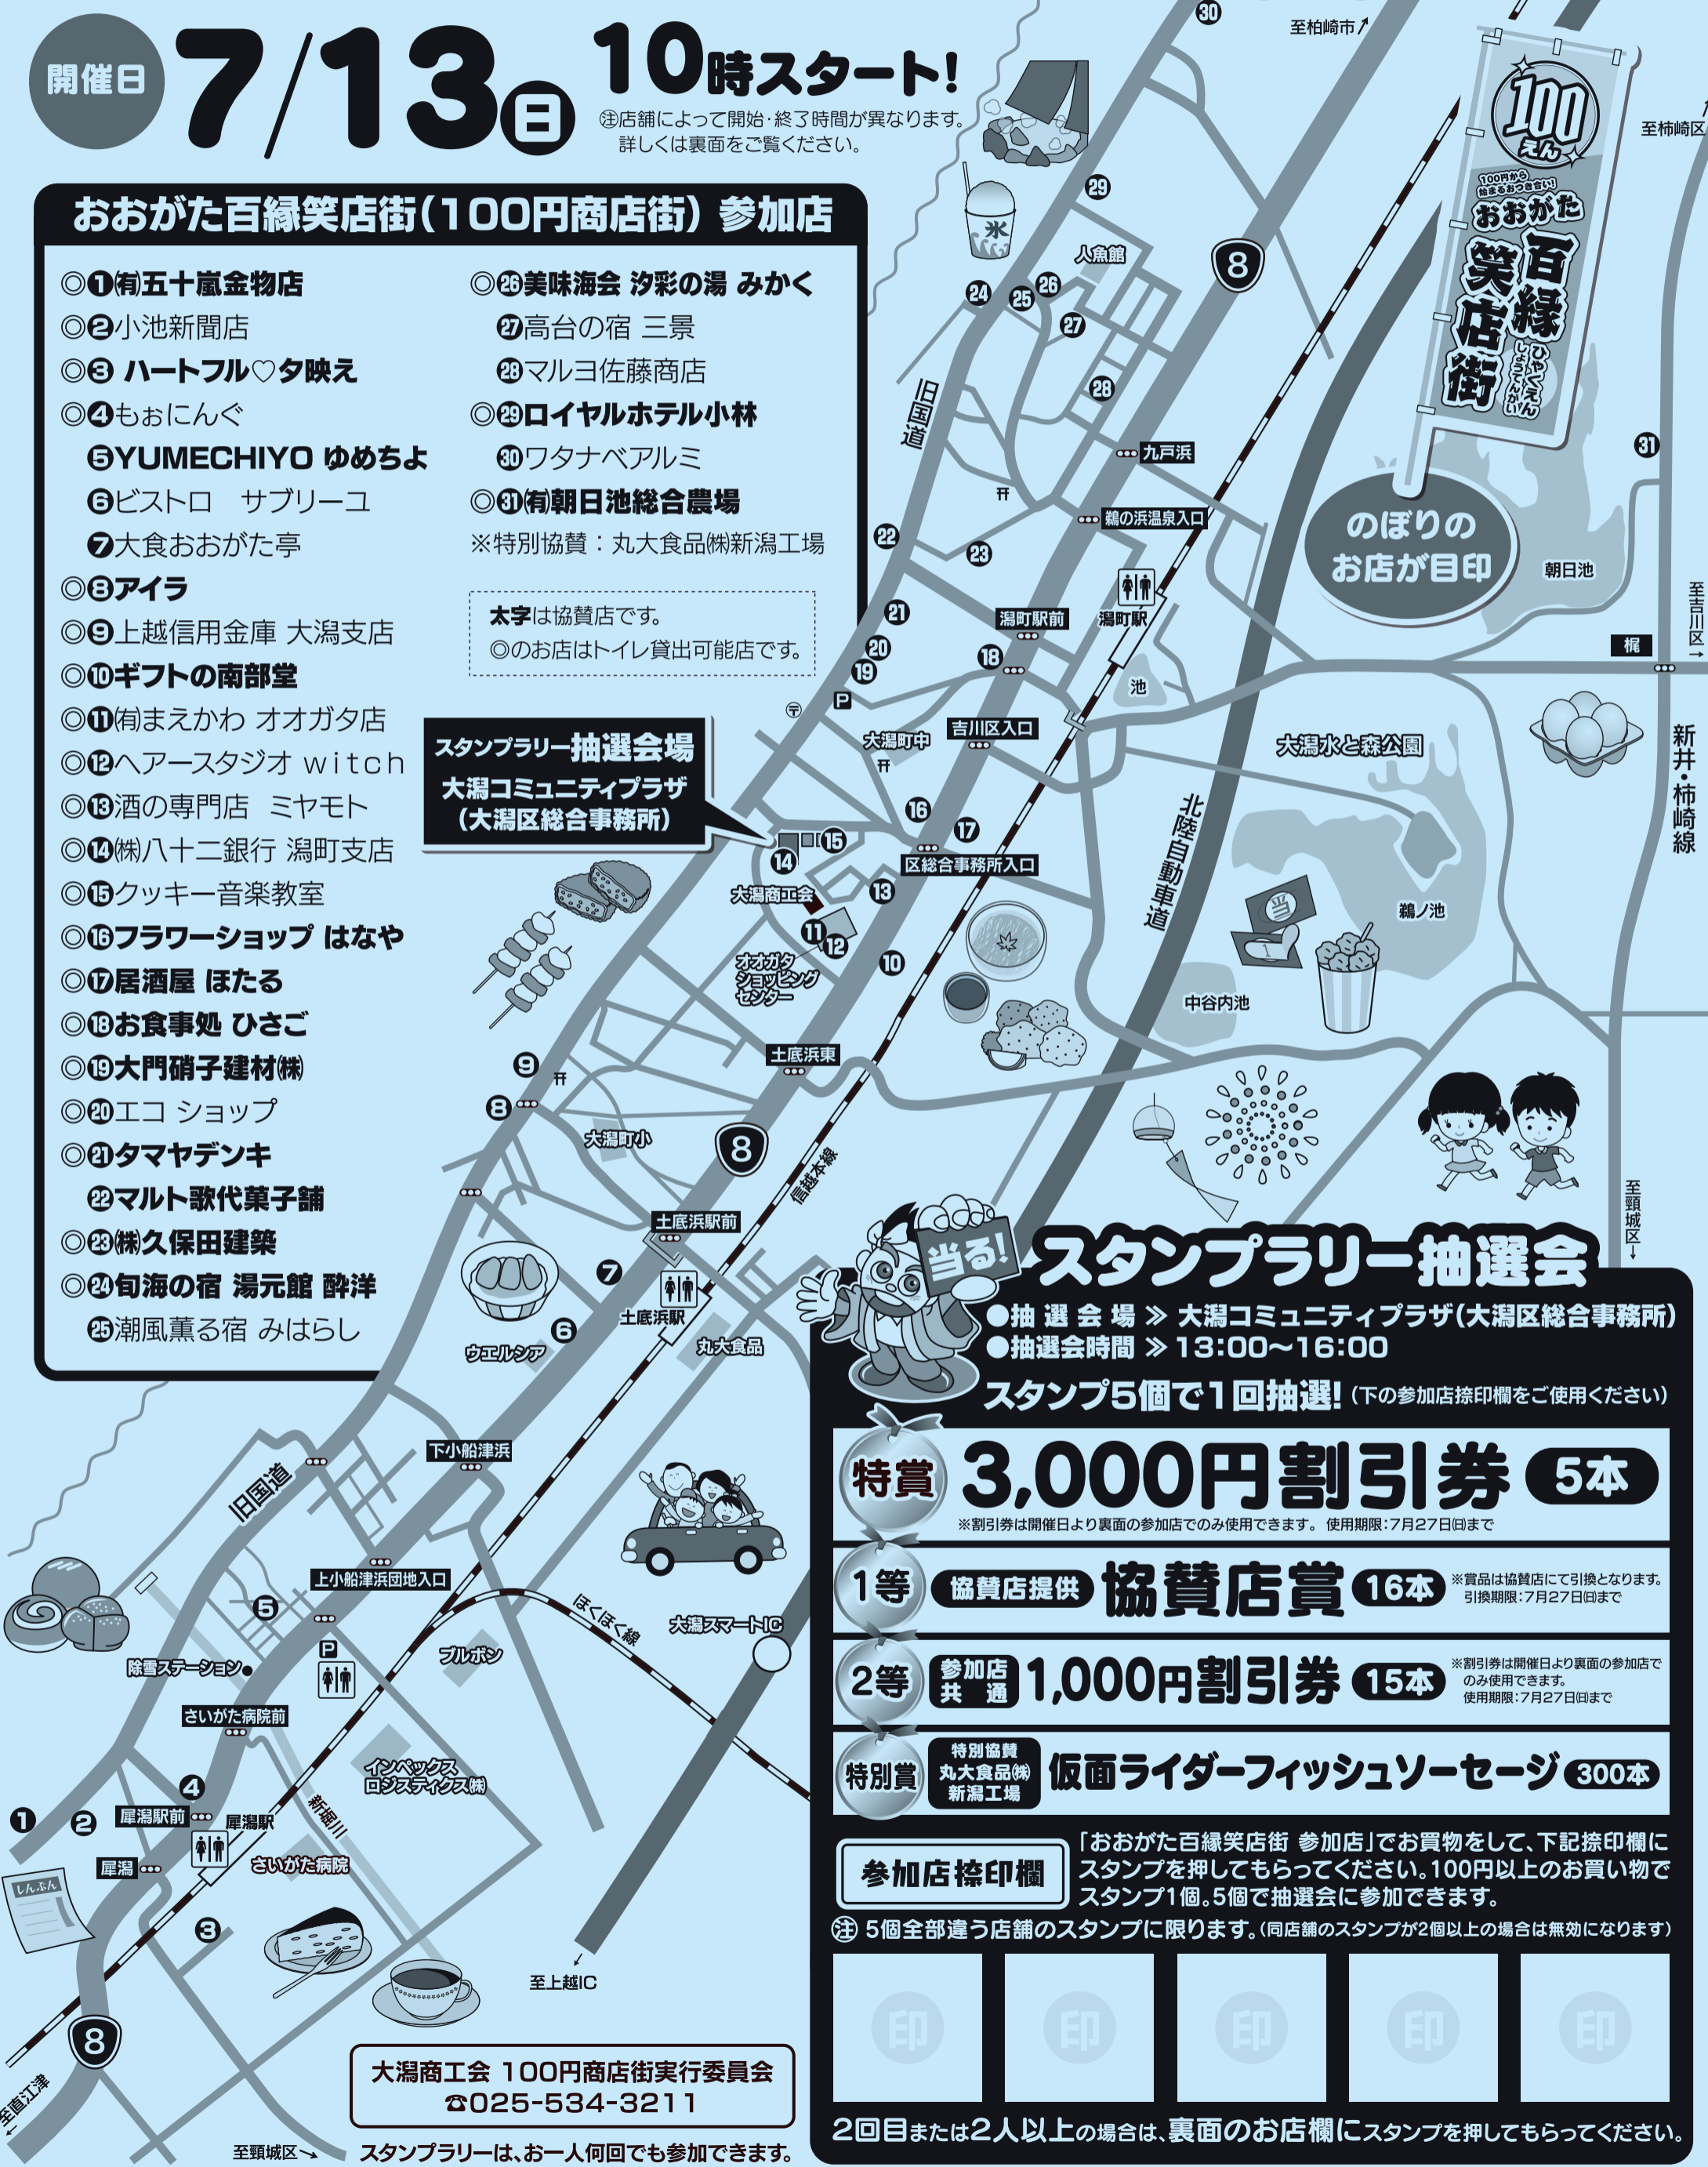 開催日
7/13日
10時スタート!
㊟店舗によって開始・終了時間が異なります。
詳しくは裏面をご覧ください。
おおがた百縁笑店街(100円商店街)参加店
◎❶㈲五十嵐金物店
◎❷小池新聞店
◎❸ ハートフル♡夕映え
◎❹もぉにんぐ
❺YUMECHIYO ゆめちよ
❻ビストロ　サブリーユ
❼大食おおがた亭
◎❽アイラ
◎❾上越信用金庫 大潟支店
◎❿ギフトの南部堂
◎⓫㈲まえかわ オオガタ店
◎⓬ヘアースタジオ witch
◎⓭酒の専門店 ミヤモト
◎⓮㈱八十二銀行 潟町支店
◎⓯クッキー音楽教室
◎⓰フラワーショップ はなや
◎⓱居酒屋 ほたる
◎⓲お食事処 ひさご
◎⓳大門硝子建材㈱
◎⓴エコ ショップ
◎㉑タマヤデンキ
㉒マルト歌代菓子舗
◎㉓㈱久保田建築
◎㉔旬海の宿 湯元館 酔洋
㉕潮風薫る宿 みはらし
◎㉖美味海会 汐彩の湯 みかく
㉗高台の宿 三景
㉘マルヨ佐藤商店
◎㉙ロイヤルホテル小林
㉚ワタナベアルミ
◎㉛㈲朝日池総合農場
※特別協賛：丸大食品㈱新潟工場
太字は協賛店です。
◎のお店はトイレ貸出可能店です。
スタンプラリー抽選会場
大潟コミュニティプラザ
(大潟区総合事務所)
㉚
至柏崎市
至柿崎区
100えん
100円から
始まるおつき合い!
おおがた
百縁
笑店街
ひゃくえん
しょうてんがい
のぼりの
お店が目印
氷
㉙
人魚館
8
㉔
㉕
㉖
㉗
㉘
旧国道
九戸浜
鵜の浜温泉入口
㉛
朝日池
至吉川区
㉒
㉓
潟町駅
潟町駅前
㉑
⓴
⓳
⓲
P
〒
池
梶
新井・柿崎線
大潟町中
吉川区入口
大潟水と森公園
⓰
⓱
⓯
⓮
区総合事務所入口
大潟商工会
⓭
⓫
⓬
❿
オオガタ
ショッピング
センター
北陸自動車道
鵜ノ池
当
中谷内池
土底浜東
❾
❽
大潟町小
8
信越本線
至頸城区
土底浜駅前
❼
❻
土底浜駅
ウエルシア
丸大食品
下小船津浜
旧国道
上小船津浜団地入口
❺
P
除雪ステーション
ブルボン
ほくほく線
大潟スマートIC
さいがた病院前
インペックス
ロジスティクス㈱
新堀川
❹
❶
❷
犀潟駅前
犀潟駅
犀潟
さいがた病院
しんぶん
❸
8
至直江津
至頸城区
至上越IC
大潟商工会 100円商店街実行委員会
☎025-534-3211
スタンプラリーは、お一人何回でも参加できます。
当る!
スタンプラリー抽選会
●抽選会場≫大潟コミュニティプラザ(大潟区総合事務所)
●抽選会時間≫13:00〜16:00
スタンプ5個で1回抽選!(下の参加店捺印欄をご使用ください)
特賞 3,000円割引券 5本
※割引券は開催日より裏面の参加店でのみ使用できます。 使用期限:7月27日㈰まで
1等 協賛店提供 協賛店賞 16本
※賞品は協賛店にて引換となります。
引換期限:7月27日㈰まで
2等 参加店共通 1,000円割引券 15本
※割引券は開催日より裏面の参加店で
のみ使用できます。
使用期限:7月27日㈰まで
特別賞
特別協賛
丸大食品㈱
新潟工場
仮面ライダーフィッシュソーセージ 300本
参加店捺印欄
「おおがた百縁笑店街 参加店」でお買物をして、下記捺印欄に
スタンプを押してもらってください。100円以上のお買い物で
スタンプ1個。5個で抽選会に参加できます。
㊟ 5個全部違う店舗のスタンプに限ります。(同店舗のスタンプが2個以上の場合は無効になります)
印 印 印 印 印
2回目または2人以上の場合は、裏面のお店欄にスタンプを押してもらってください。